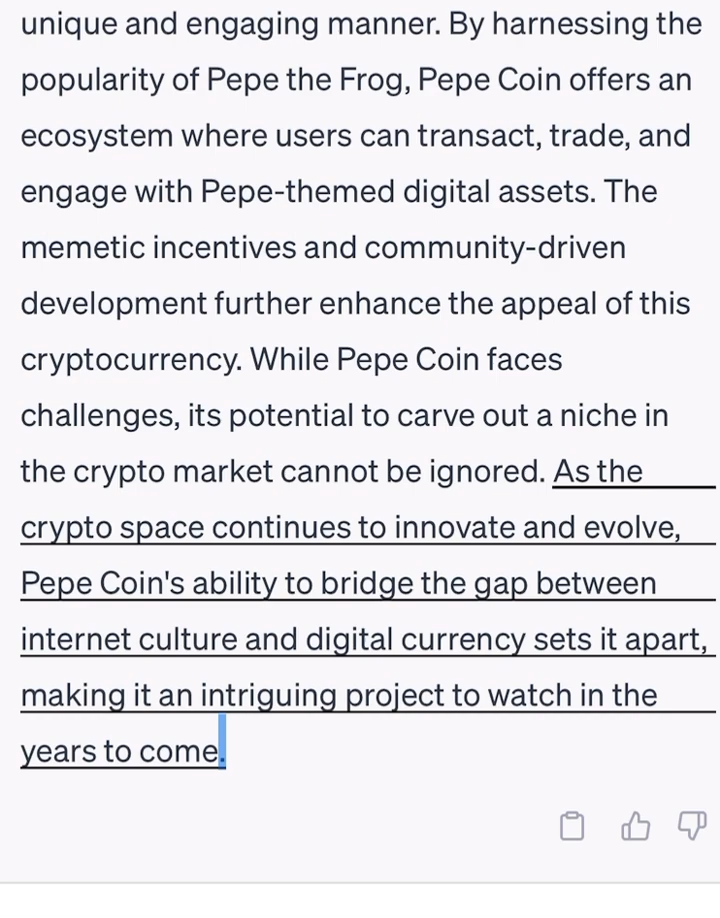 unique and engaging manner. By harnessing the
popularity of Pepe the Frog, Pepe Coin offers an
ecosystem where users can transact, trade, and
engage with Pepe-themed digital assets. The
memetic incentives and community-driven
development further enhance the appeal of this
cryptocurrency. While Pepe Coin faces
challenges, its potential to carve out a niche in
the crypto market cannot be ignored. As the
crypto space continues to innovate and evolve,
Pepe Coin's ability to bridge the gap between
internet culture and digital currency sets it apart,
making it an intriguing project to watch in the
years to come.